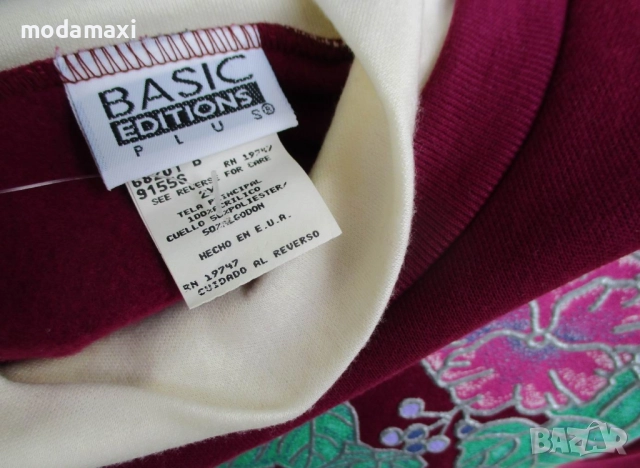 modamaxi
BASIC
EDITIONS®
PLUS
68201 B RN 19747
9155S
SEE REVERSE FOR CARE
TELA PRINCIPAL
100% ACRILICO
CUELLO 50% POLIESTER/
50% ALGODON
HECHO EN E.U.A.
RN 19747
CUIDADO AL REVERSO
BAZAR